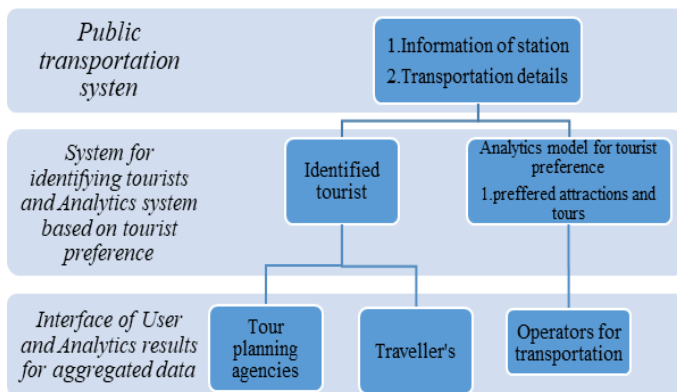 Public
transportation
systen
1.Information of station
2.Transportation details
System for
identifying tourists
and Analytics system
based on tourist
preference
Identified
tourist
Analytics model for tourist
preference
1.preffered attractions and
tours
Interface of User
and Analytics results
for aggregated data
Tour
planning
agencies
Traveller's
Operators for
transportation